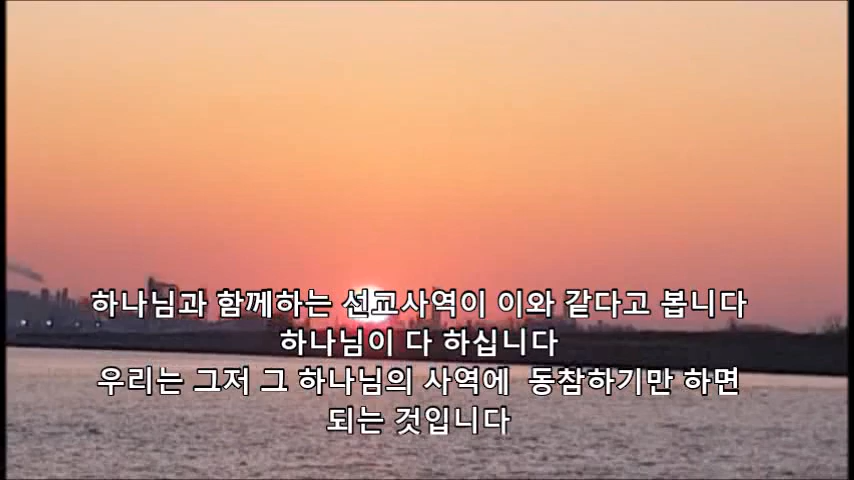 하나님과 함께하는 선교사역이 이와 같다고 봅니다
하나님이 다 하십니다
우리는 그저 그 하나님의 사역에 동참하기만 하면
되는 것입니다